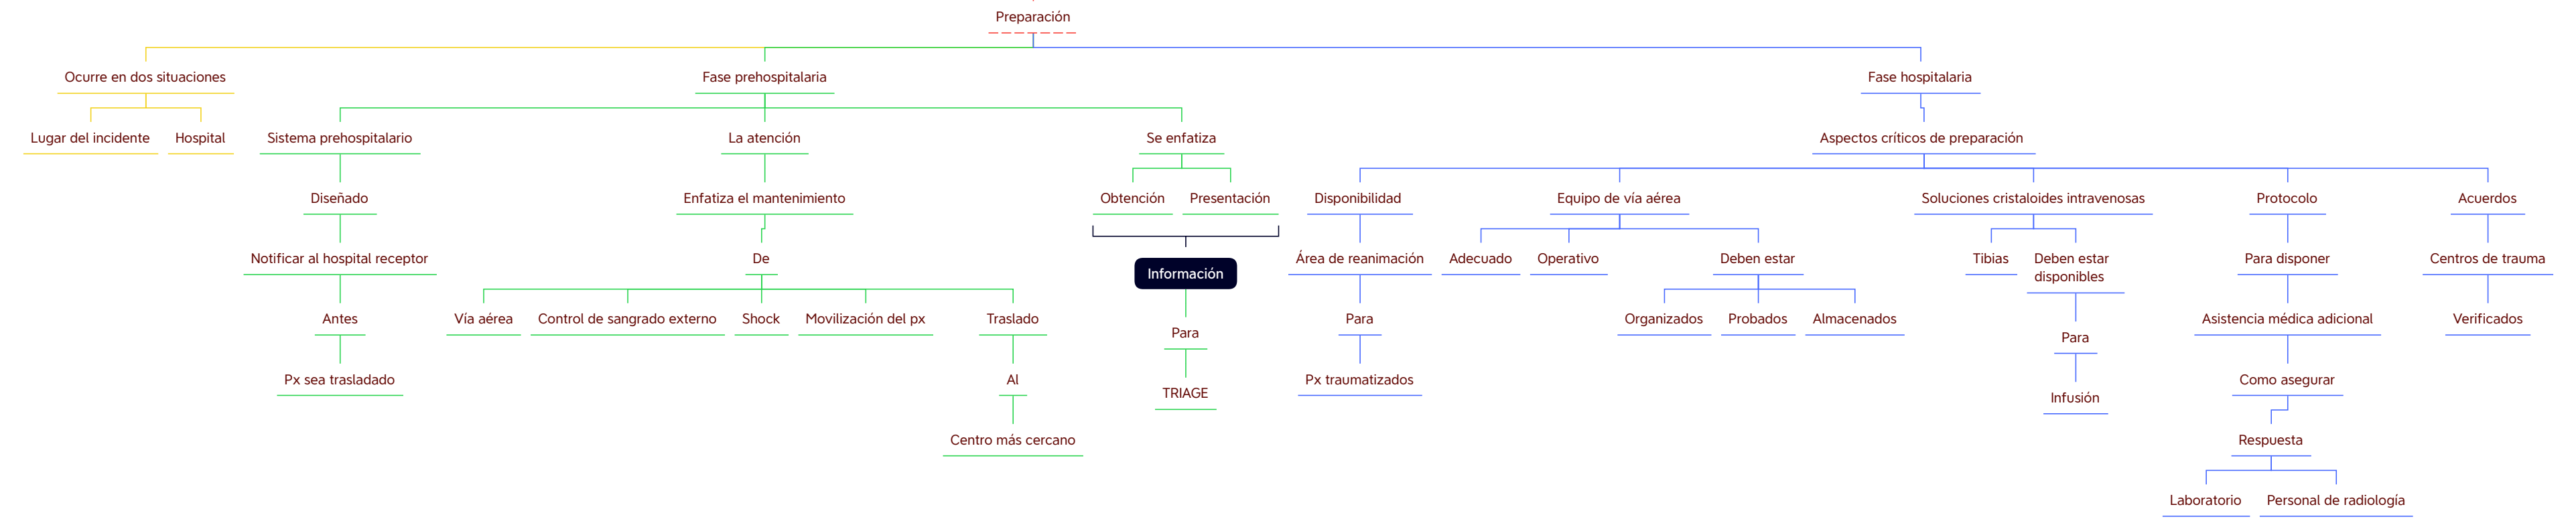 Preparación
Ocurre en dos situaciones
Fase prehospitalaria
Fase hospitalaria
Lugar del incidente
Hospital
Sistema prehospitalario
La atención
Se enfatiza
Aspectos críticos de preparación
Diseñado
Enfatiza el mantenimiento
Obtención
Presentación
Disponibilidad
Equipo de vía aérea
Soluciones cristaloides intravenosas
Protocolo
Acuerdos
Notificar al hospital receptor
De
Información
Área de reanimación
Adecuado
Operativo
Deben estar
Tibias
Deben estar
disponibles
Para disponer
Centros de trauma
Antes
Vía aérea
Control de sangrado externo
Shock
Movilización del px
Traslado
Para
Para
Organizados
Probados
Almacenados
Para
Asistencia médica adicional
Verificados
Px sea trasladado
Al
TRIAGE
Px traumatizados
Infusión
Como asegurar
Centro más cercano
Respuesta
Laboratorio
Personal de radiología